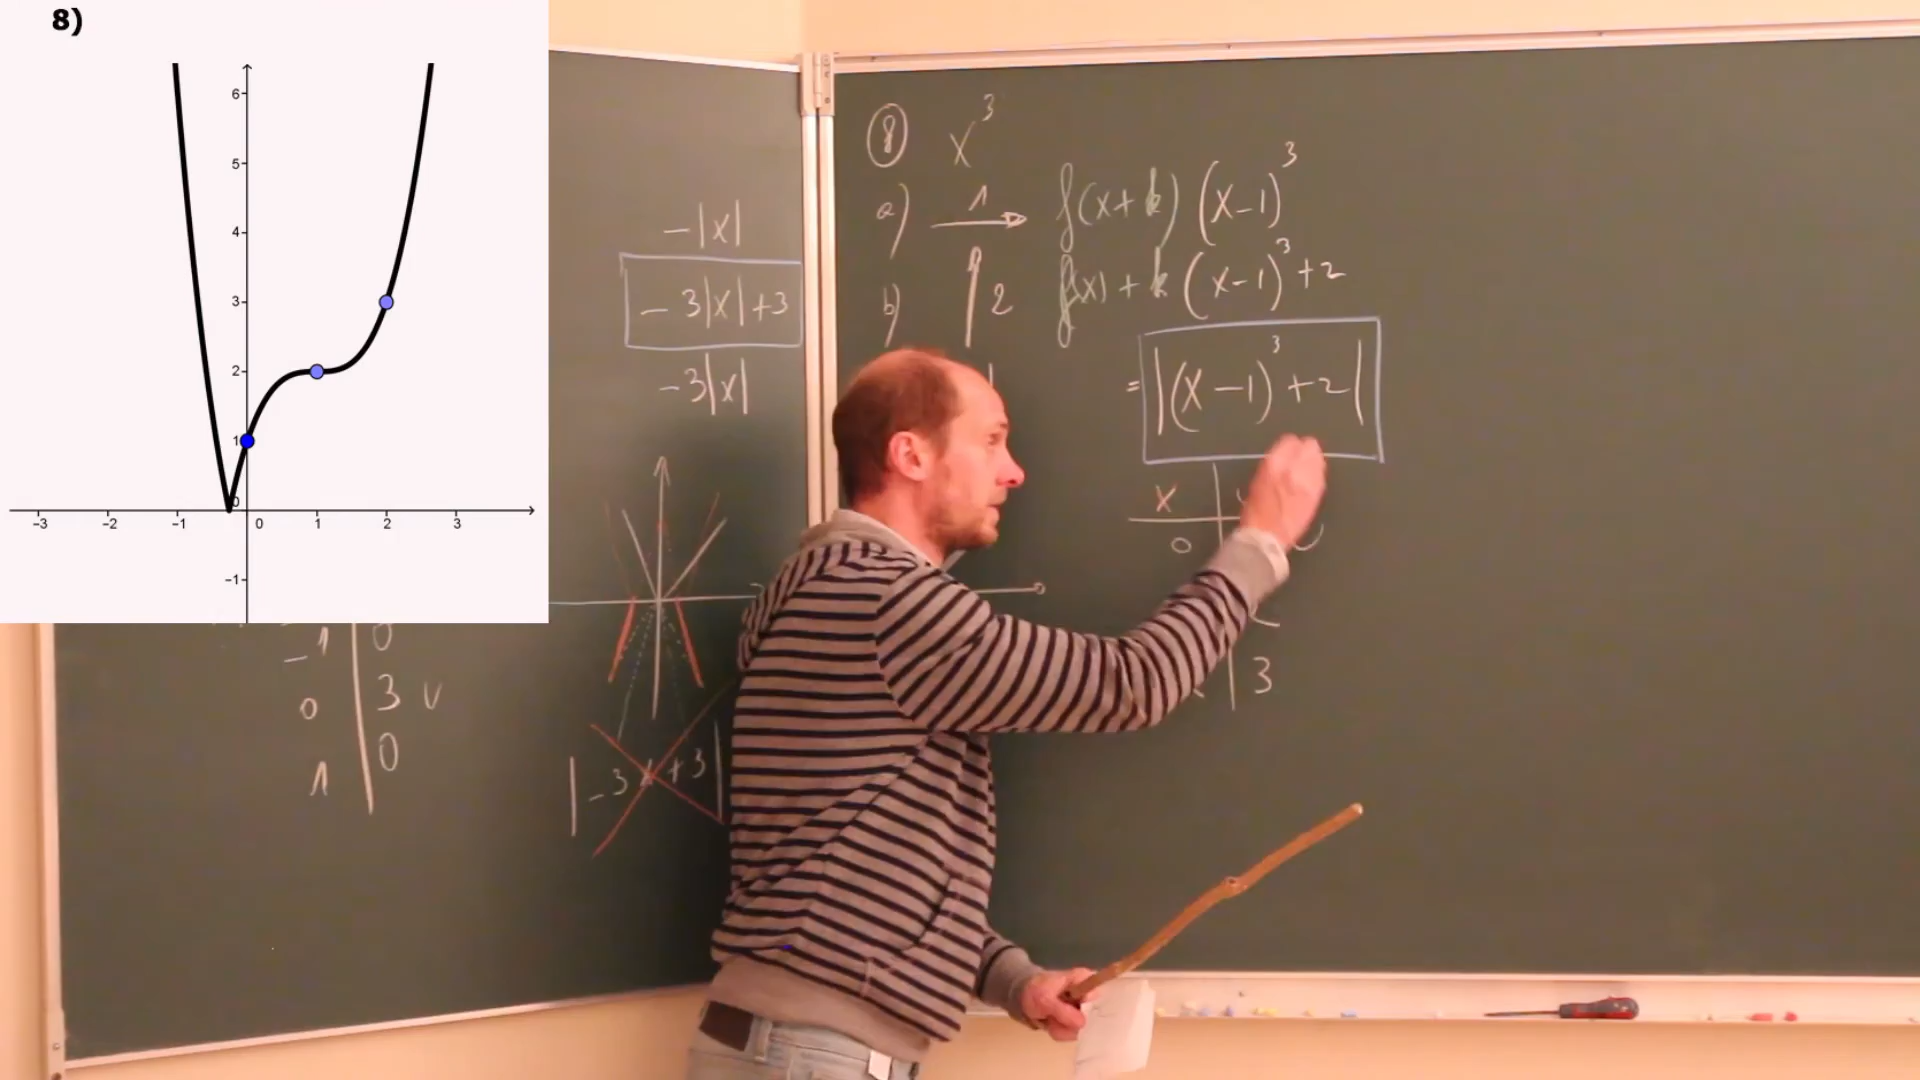 8)
6
5
4
3
2
1
0
-3 -2 -1 0 1 2 3
-1
-1 0
0 3 v
1 0
-|x|
-3|x|+3
-3|x|
8 x³
a) 1 f(x+k) (x-1)³
b) 2 f(x)+k (x-1)³+2
= |(x-1)³+2|
x
0
3